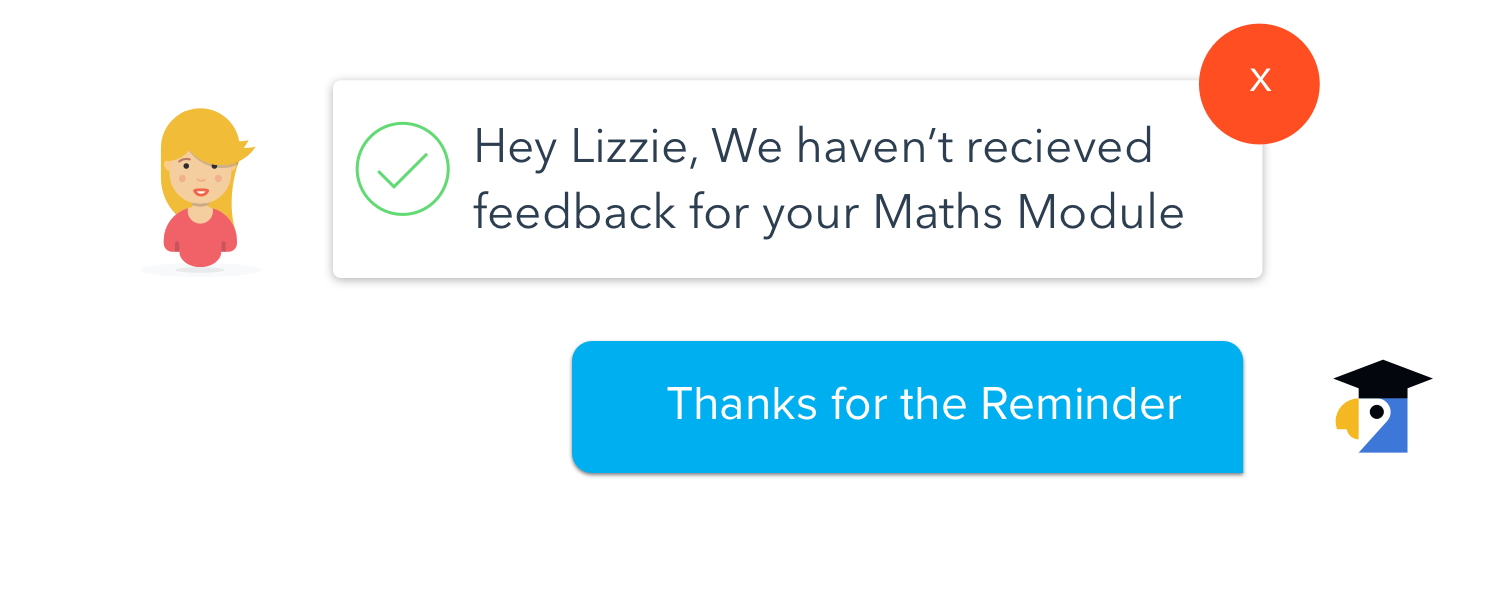 x
Hey Lizzie, We haven’t recieved
feedback for your Maths Module
Thanks for the Reminder